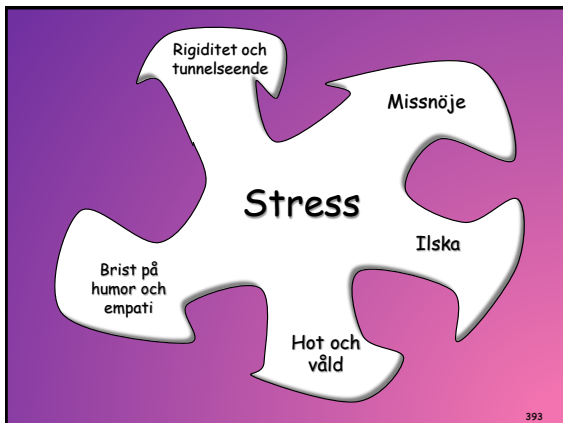 Rigiditet och
tunnelseende
Missnöje
Stress
Ilska
Brist på
humor och
empati
Hot och
våld
393